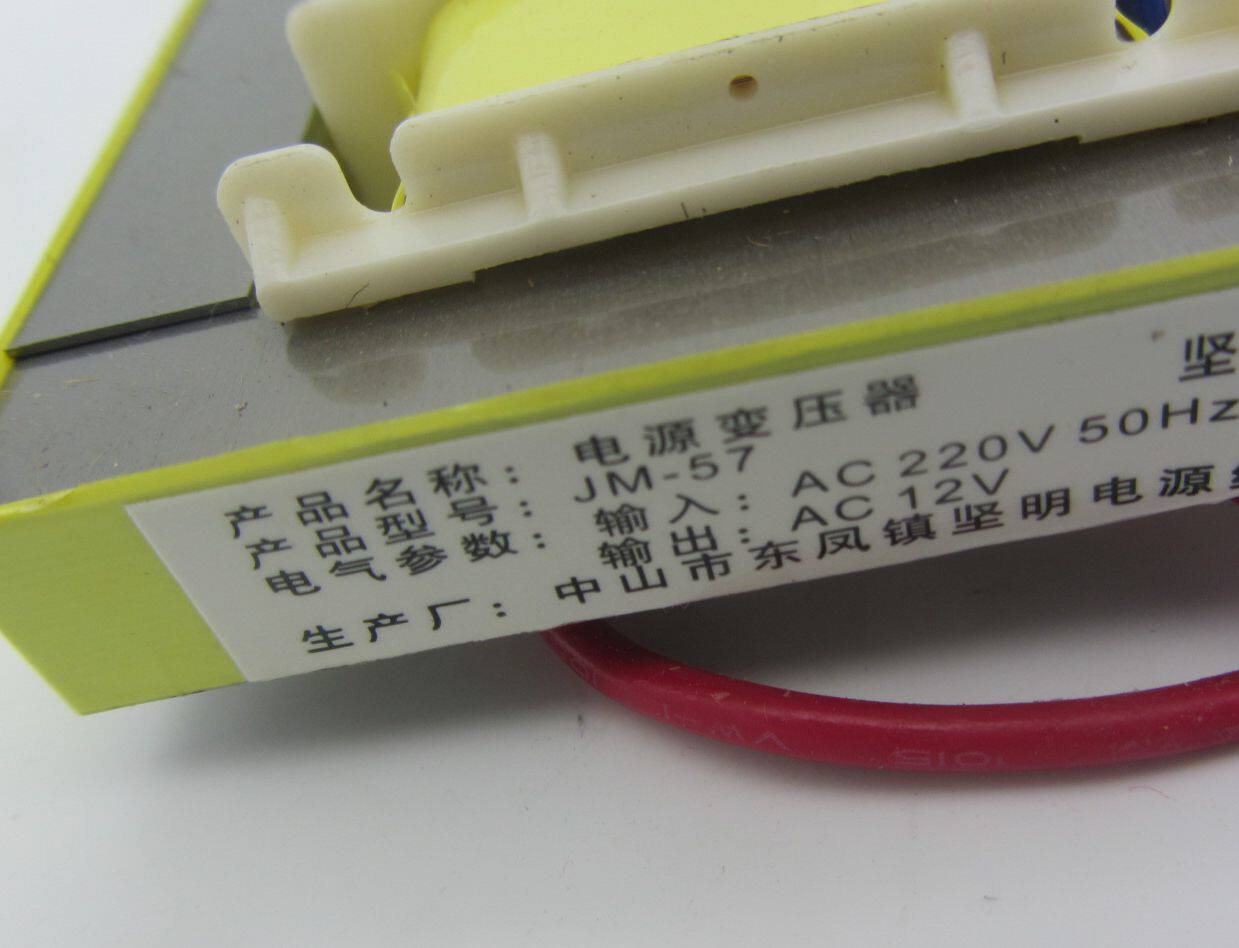 坚
产品名称： 电源变压器
产品型号： JM-57
电气参数： 输入： AC 220V 50Hz
输出： AC 12V
生产厂： 中山市东凤镇坚明电源